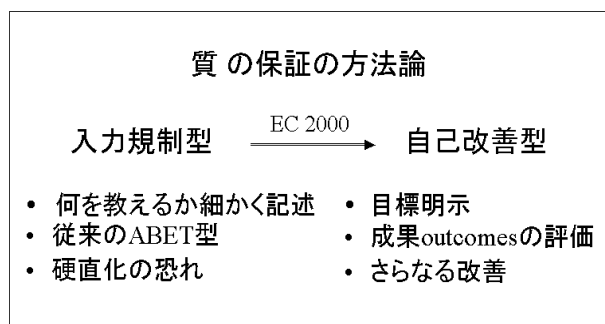 質 の保証の方法論
入力規制型 EC 2000 自己改善型
• 何を教えるか細かく記述
• 従来のABET型
• 硬直化の恐れ
• 目標明示
• 成果outcomesの評価
• さらなる改善